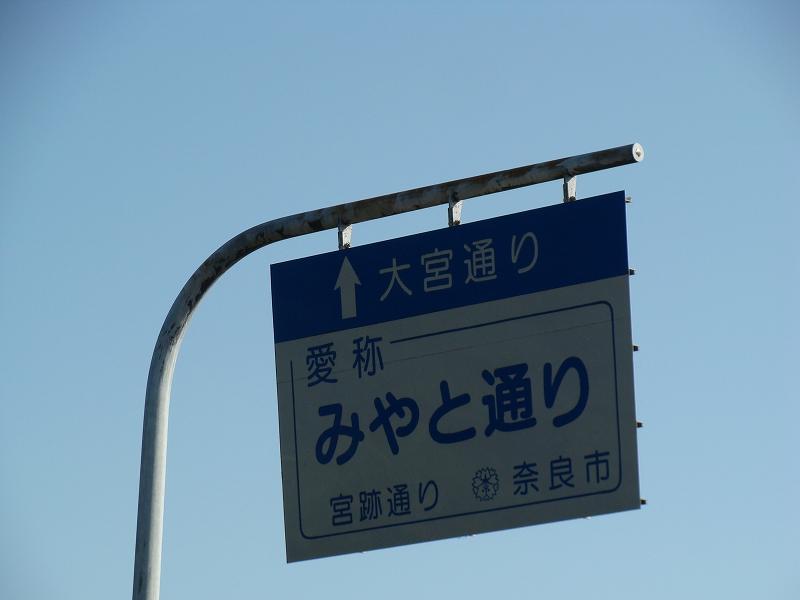 大宮通り
愛称
みやと通り
宮跡通り 奈良市